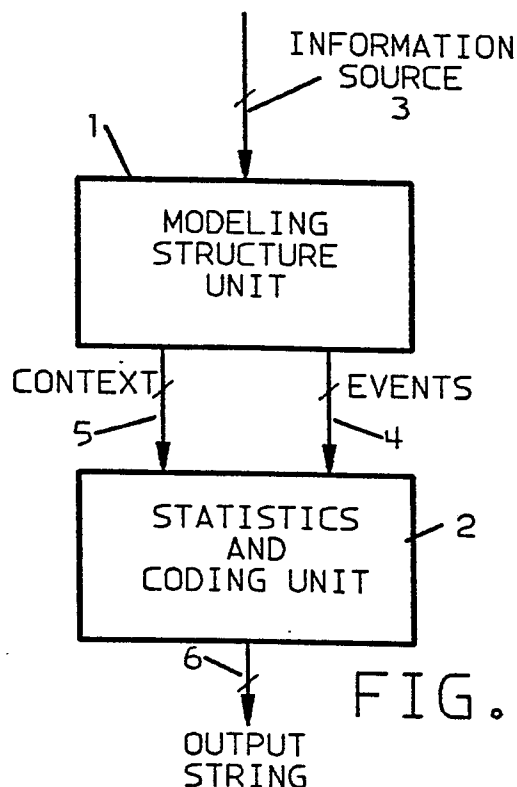 INFORMATION
SOURCE
3
1
MODELING
STRUCTURE
UNIT
CONTEXT
EVENTS
5
4
STATISTICS
AND
CODING UNIT
2
6
FIG.
OUTPUT
STRING